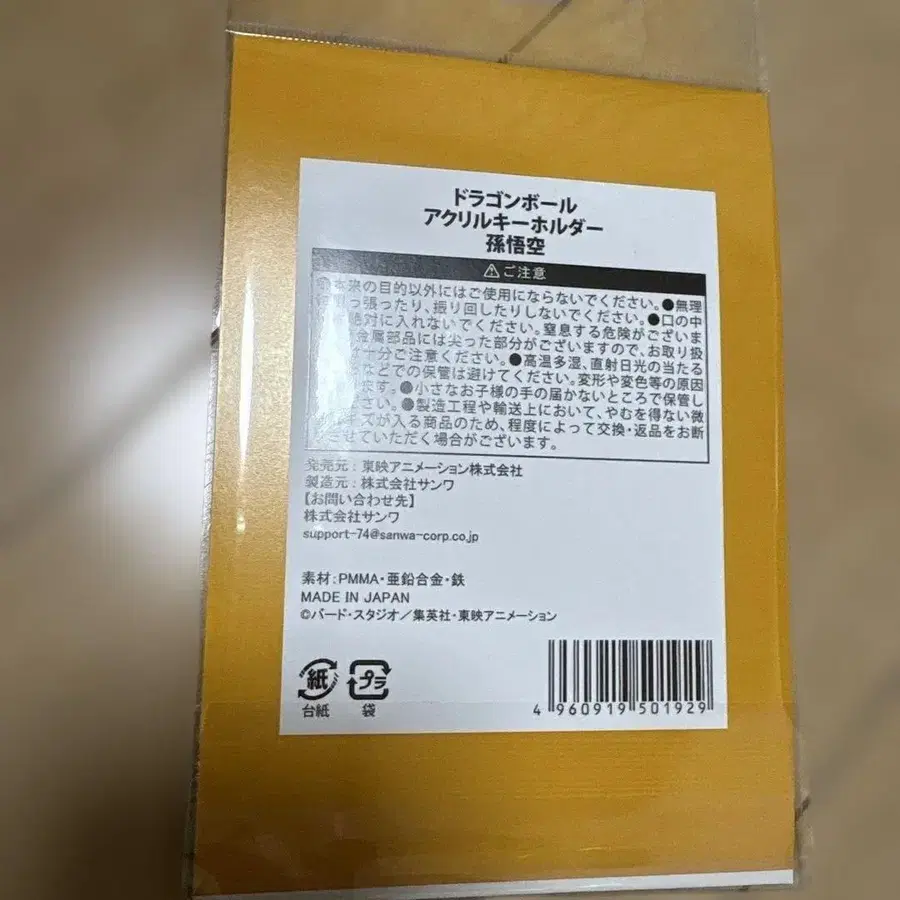 ドラゴンボール
アクリルキーホルダー
孫悟空
⚠ご注意
本来の目的以外にはご使用にならないでください。●無理
っ張ったり、振り回したりしないでください。●口の中
絶対に入れないでください。窒息する危険がございま
金属部品には尖った部分がございますので、お取り扱
十分ご注意ください。●高温多湿、直射日光の当たる
などでの保管は避けてください。変形や変色等の原因
ます。●小さなお子様の手の届かないところで保管し
さい。●製造工程や輸送上において、やむを得ない微
ズが入る商品のため、程度によって交換・返品をお断
させていただく場合がございます。
発売元：東映アニメーション株式会社
製造元：株式会社サンワ
【お問い合わせ先】
株式会社サンワ
support-74@sanwa-corp.co.jp
素材：PMMA・亜鉛合金・鉄
MADE IN JAPAN
©バード・スタジオ／集英社・東映アニメーション
紙 プラ
台紙 袋
4 960919 501929